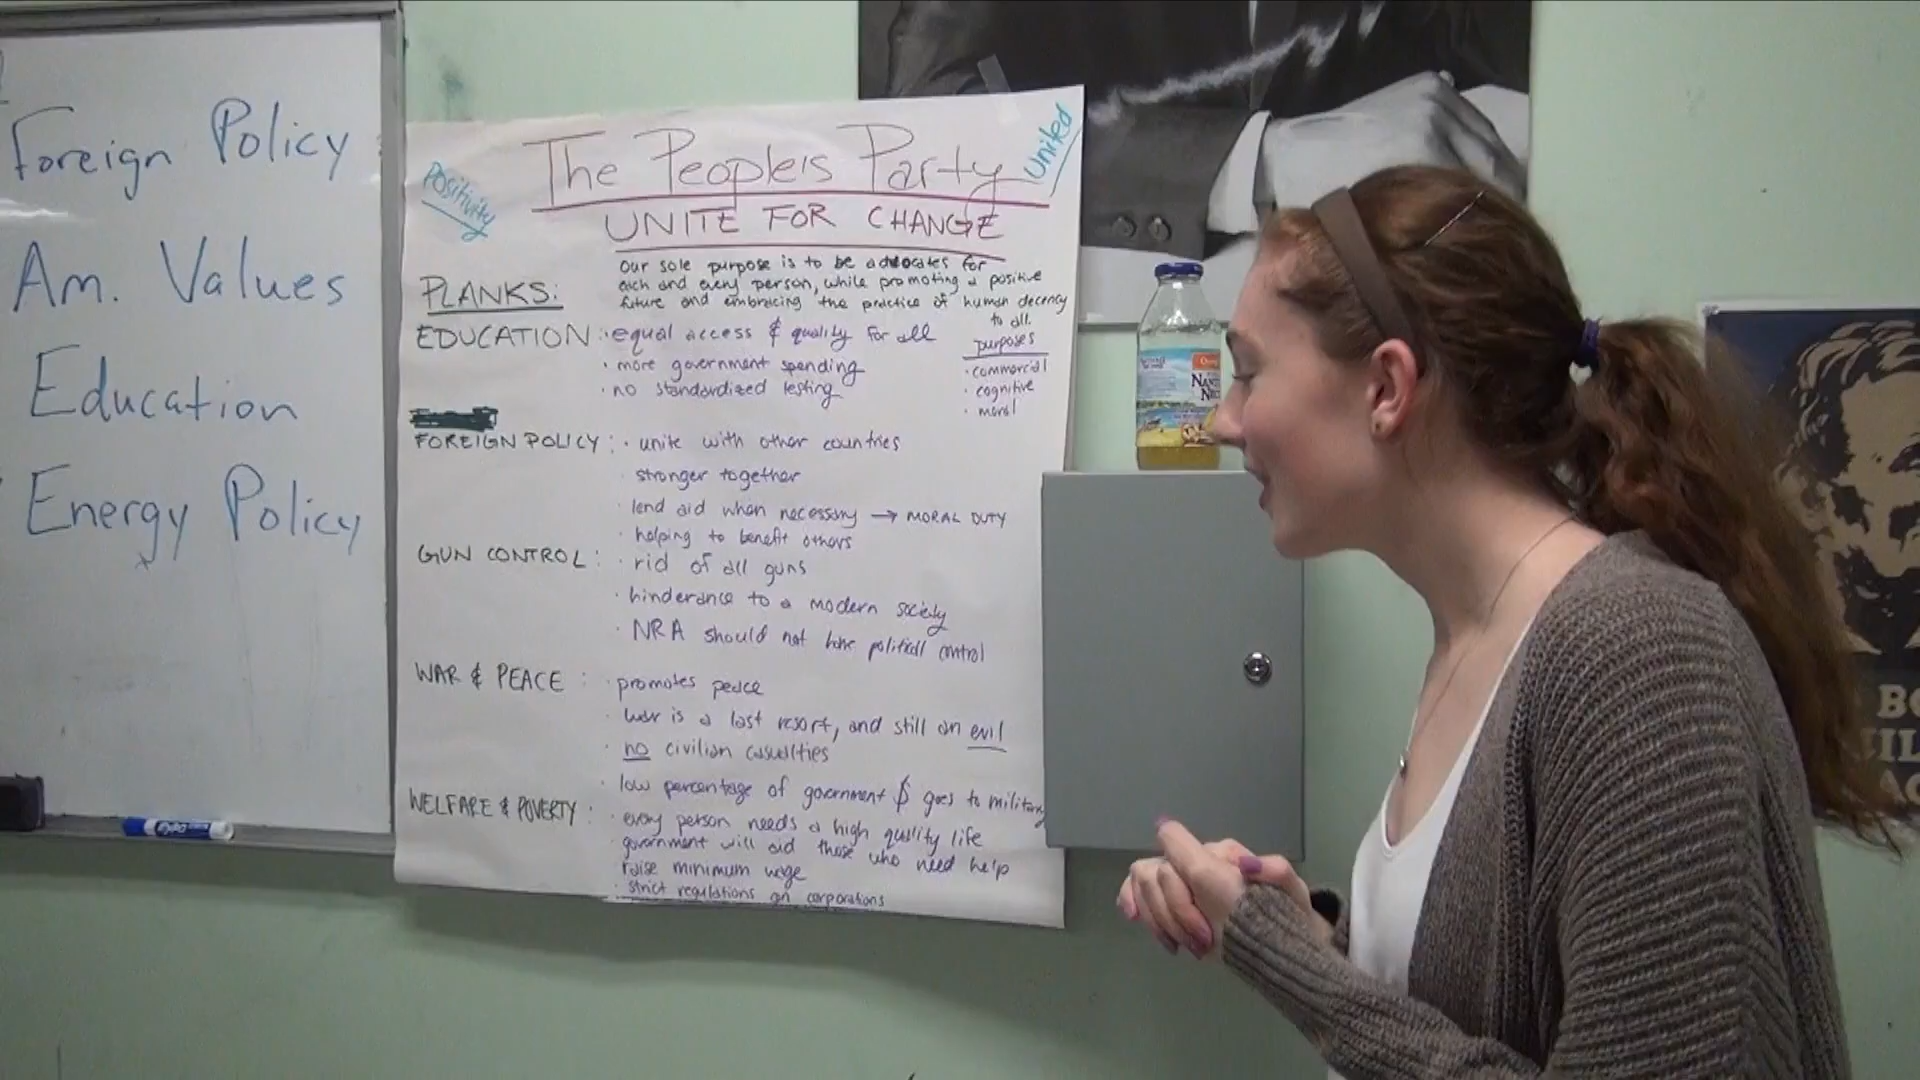 Foreign Policy
Am. Values
Education
Energy Policy
Positivity
United
The People's Party
UNITE FOR CHANGE
Our sole purpose is to be advocates for
each and every person, while promoting a positive
future and embracing the practice of human decency
to all.
PLANKS:
EDUCATION: · equal access & quality for all
· more government spending
· no standardized testing
purposes
· commercial
· cognitive
· moral
FOREIGN POLICY: · unite with other countries
· stronger together
· lend aid when necessary → MORAL DUTY
· helping to benefit others
GUN CONTROL: · rid of all guns
· hinderance to a modern society
· NRA should not have political control
WAR & PEACE: · promotes peace
· war is a last resort, and still an evil
· no civilian casualties
· low percentage of government $ goes to military
WELFARE & POVERTY: · every person needs a high quality life
· government will aid those who need help
raise minimum wage
· strict regulations on corporations